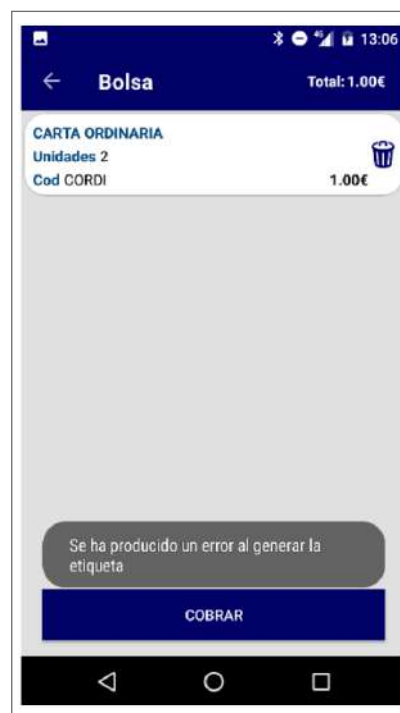 4G 13:06
Bolsa Total:1.00€
CARTA ORDINARIA
Unidades 2
Cod CORDI 1.00€
Se ha producido un error al generar la
etiqueta
COBRAR